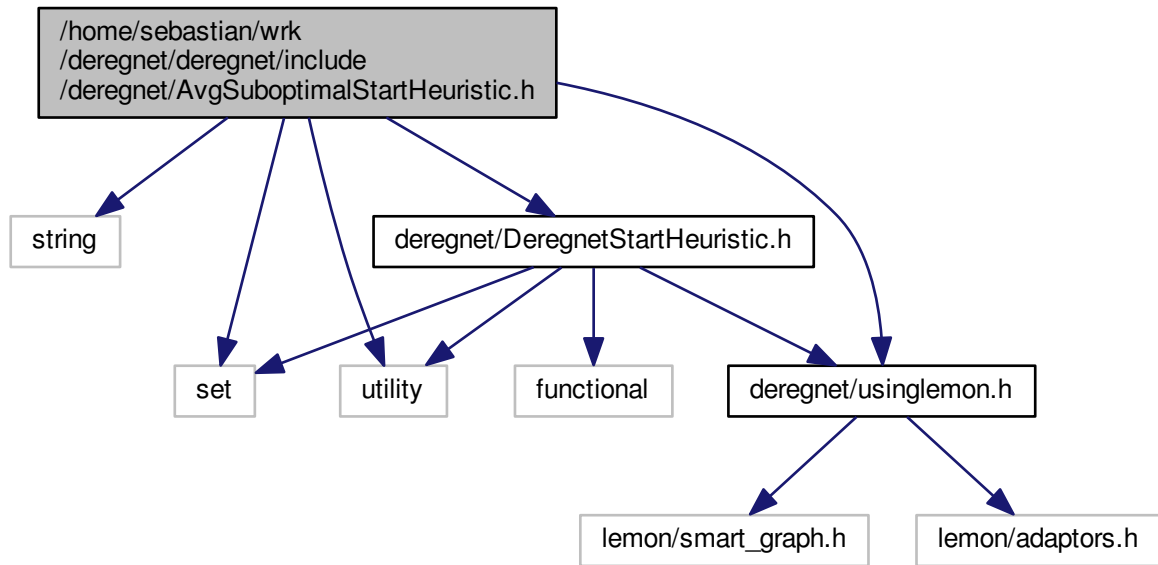 /home/sebastian/wrk
/deregnet/deregnet/include
/deregnet/AvgSuboptimalStartHeuristic.h
string
deregnet/DeregnetStartHeuristic.h
set
utility
functional
deregnet/usinglemon.h
lemon/smart_graph.h
lemon/adaptors.h